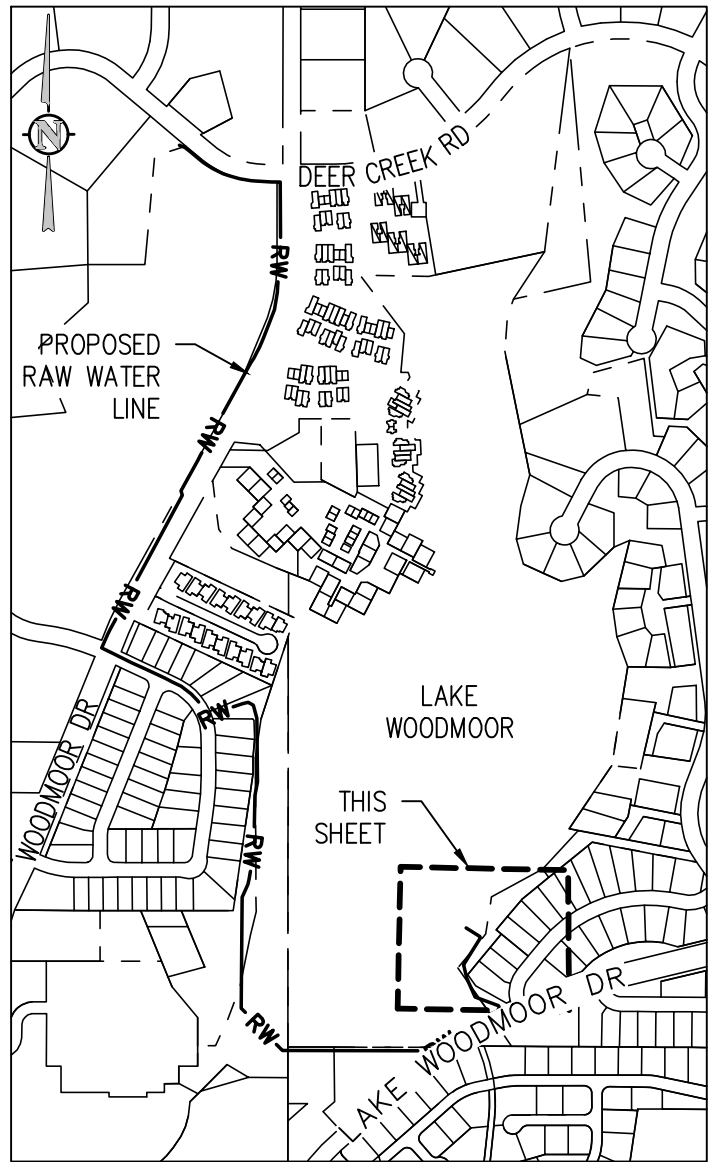 N
DEER CREEK RD
RW
PROPOSED
RAW WATER
LINE
RW
RW
RW
WOODMOOR DR
LAKE
WOODMOOR
THIS
SHEET
RW
RW
LAKE WOODMOOR DR